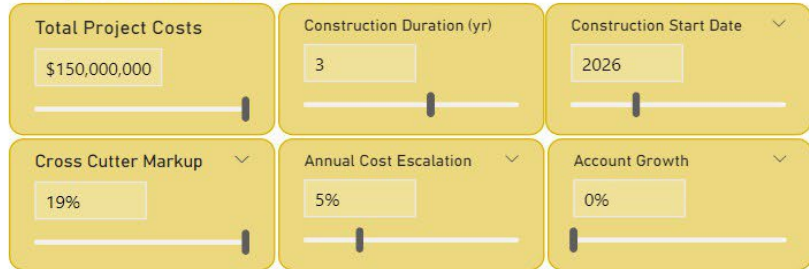 Total Project Costs
$150,000,000
Construction Duration (yr)
3
Construction Start Date
2026
Cross Cutter Markup
19%
Annual Cost Escalation
5%
Account Growth
0%